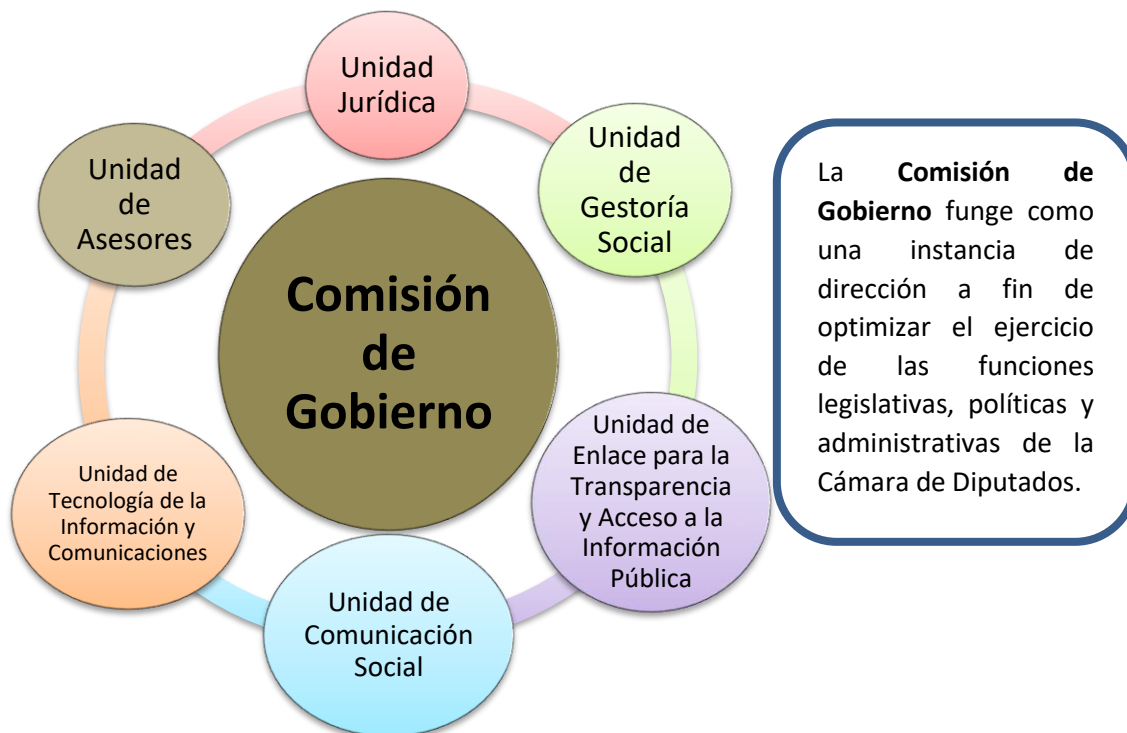 Unidad
Jurídica
Unidad
de
Gestoría
Social
Unidad de
Enlace para la
Transparencia
y Acceso a la
Información
Pública
Unidad de
Comunicación
Social
Unidad de
Tecnología de la
Información y
Comunicaciones
Unidad
de
Asesores
Comisión
de
Gobierno
La Comisión de
Gobierno funge como
una instancia de
dirección a fin de
optimizar el ejercicio
de las funciones
legislativas, políticas y
administrativas de la
Cámara de Diputados.